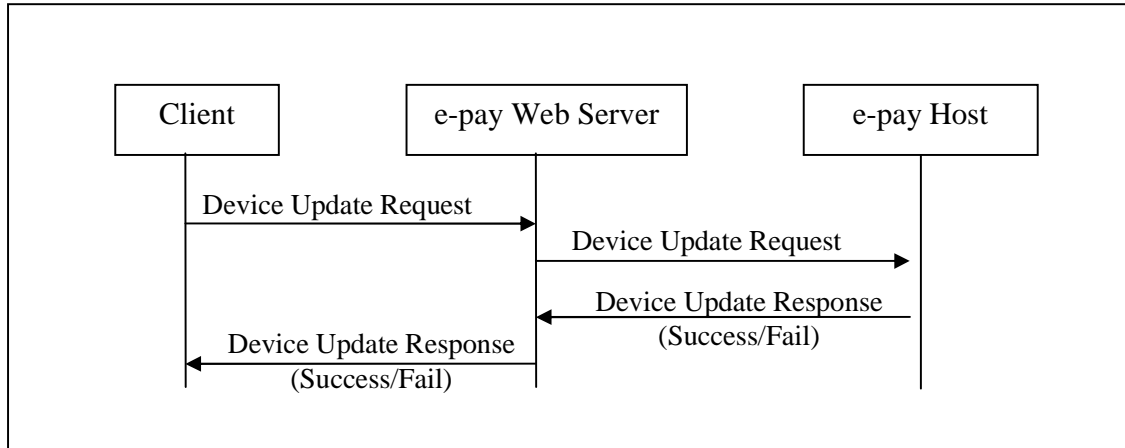 Client
e-pay Web Server
e-pay Host
Device Update Request
Device Update Request
Device Update Response
(Success/Fail)
Device Update Response
(Success/Fail)